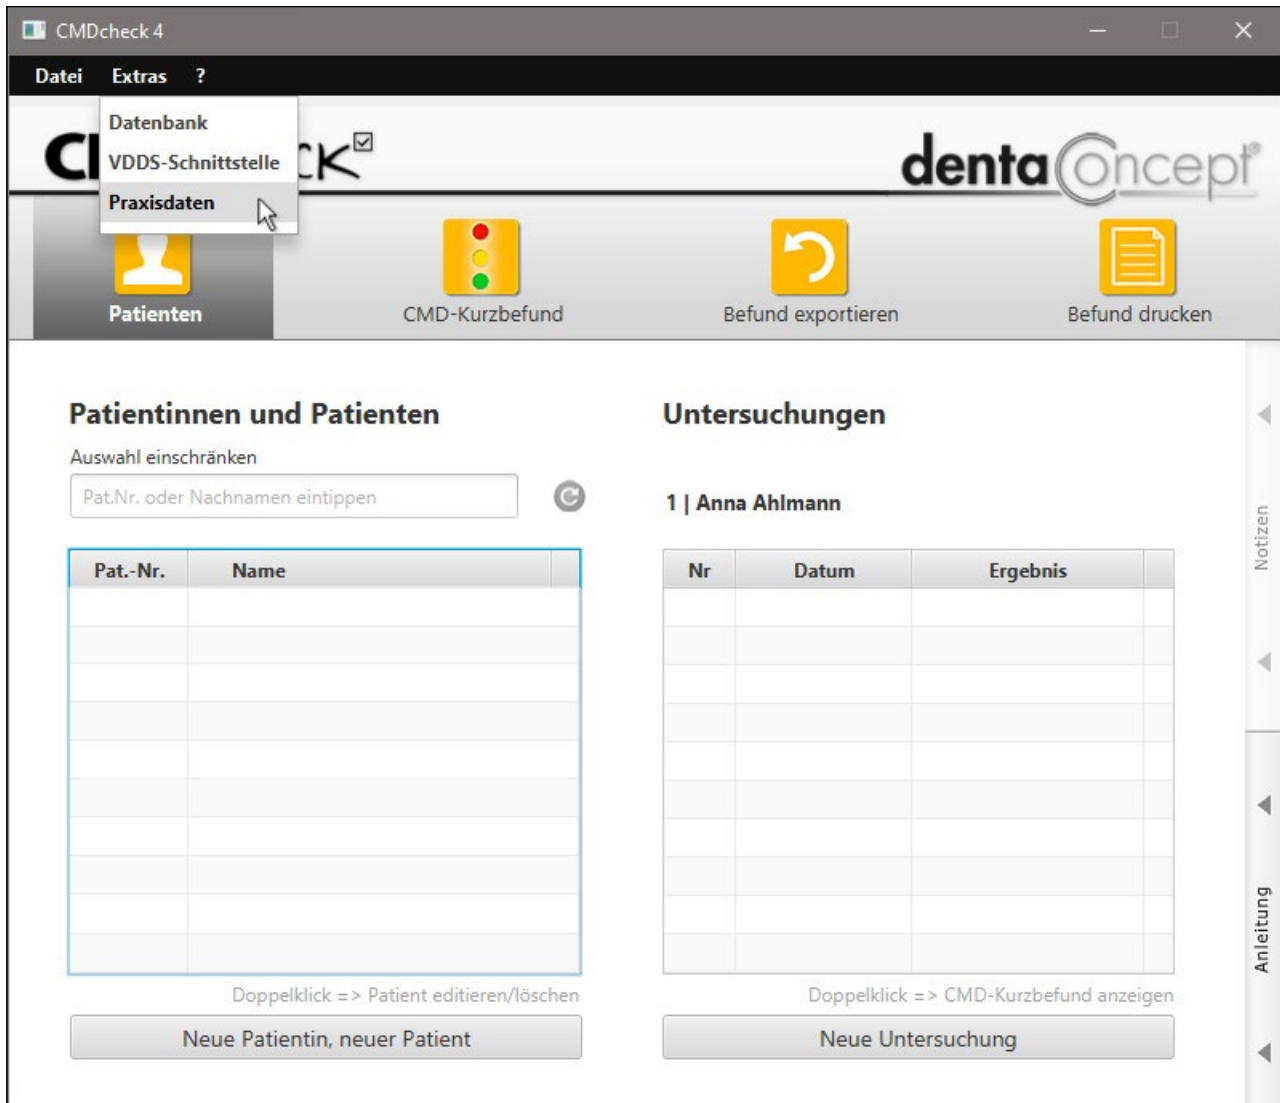 CMDcheck 4
Datei Extras ?
Datenbank
VDDS-Schnittstelle
Praxisdaten
dentaConcept®
Patienten
CMD-Kurzbefund
Befund exportieren
Befund drucken
Patientinnen und Patienten
Auswahl einschränken
Pat.Nr. oder Nachnamen eintippen
Pat.-Nr. Name
Doppelklick => Patient editieren/löschen
Neue Patientin, neuer Patient
Untersuchungen
1 | Anna Ahlmann
Nr Datum Ergebnis
Doppelklick => CMD-Kurzbefund anzeigen
Neue Untersuchung
Notizen
Anleitung